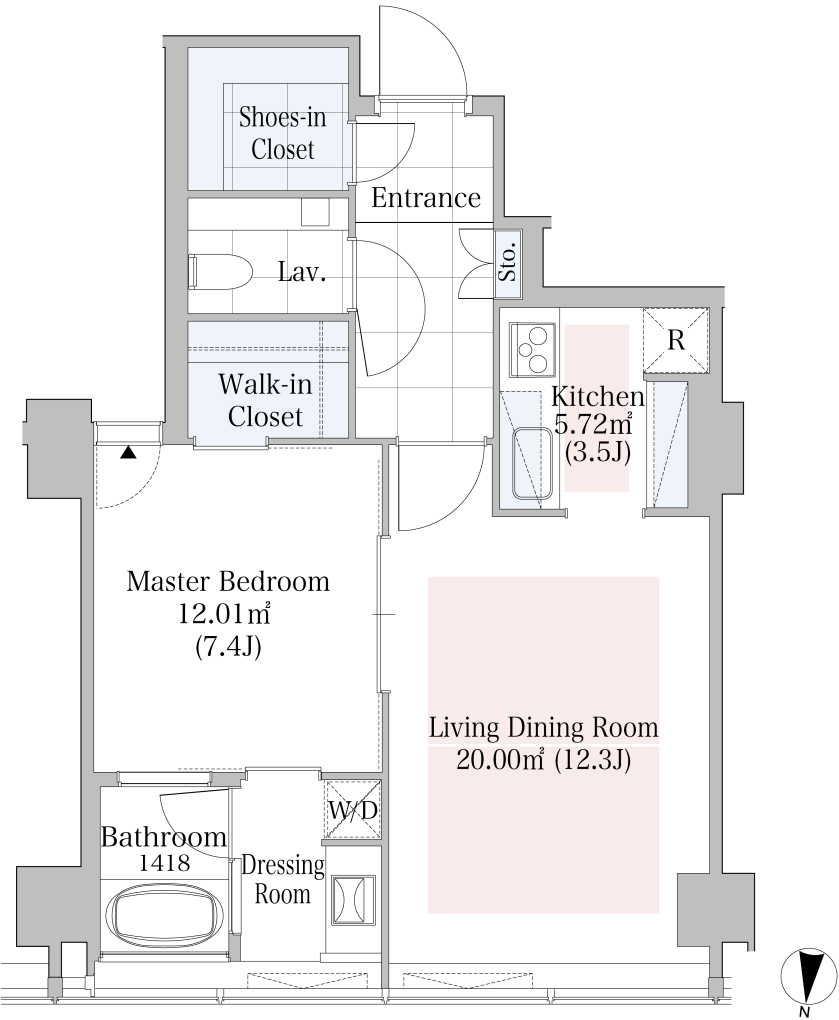 Shoes-in
Closet
Entrance
Lav.
Sto.
Walk-in
Closet
R
Kitchen
5.72㎡
(3.5J)
Master Bedroom
12.01㎡
(7.4J)
Living Dining Room
20.00㎡ (12.3J)
W/D
Bathroom
1418
Dressing
Room
N